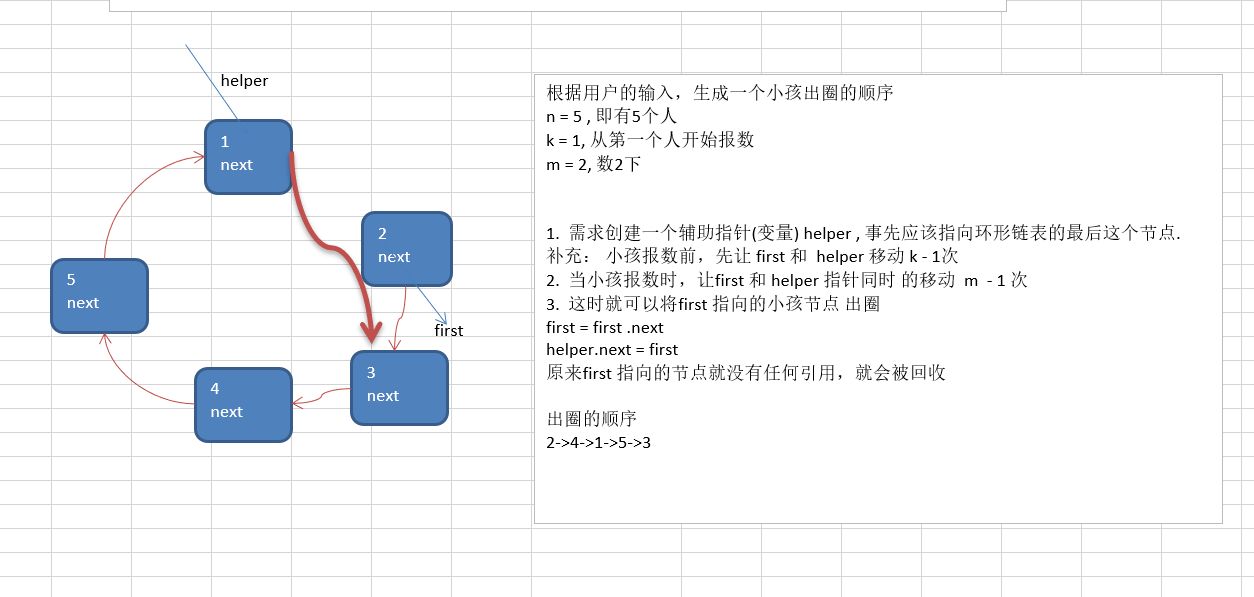 helper
1
next
2
next
first
5
next
3
next
4
next
根据用户的输入，生成一个小孩出圈的顺序
n = 5 , 即有5个人
k = 1, 从第一个人开始报数
m = 2, 数2下
1.  需求创建一个辅助指针(变量) helper , 事先应该指向环形链表的最后这个节点.
补充： 小孩报数前，先让 first 和  helper 移动 k - 1次
2.  当小孩报数时，让first 和 helper 指针同时 的移动  m  - 1 次
3.  这时就可以将first 指向的小孩节点 出圈
first = first .next
helper.next = first
原来first 指向的节点就没有任何引用，就会被回收
出圈的顺序
2->4->1->5->3